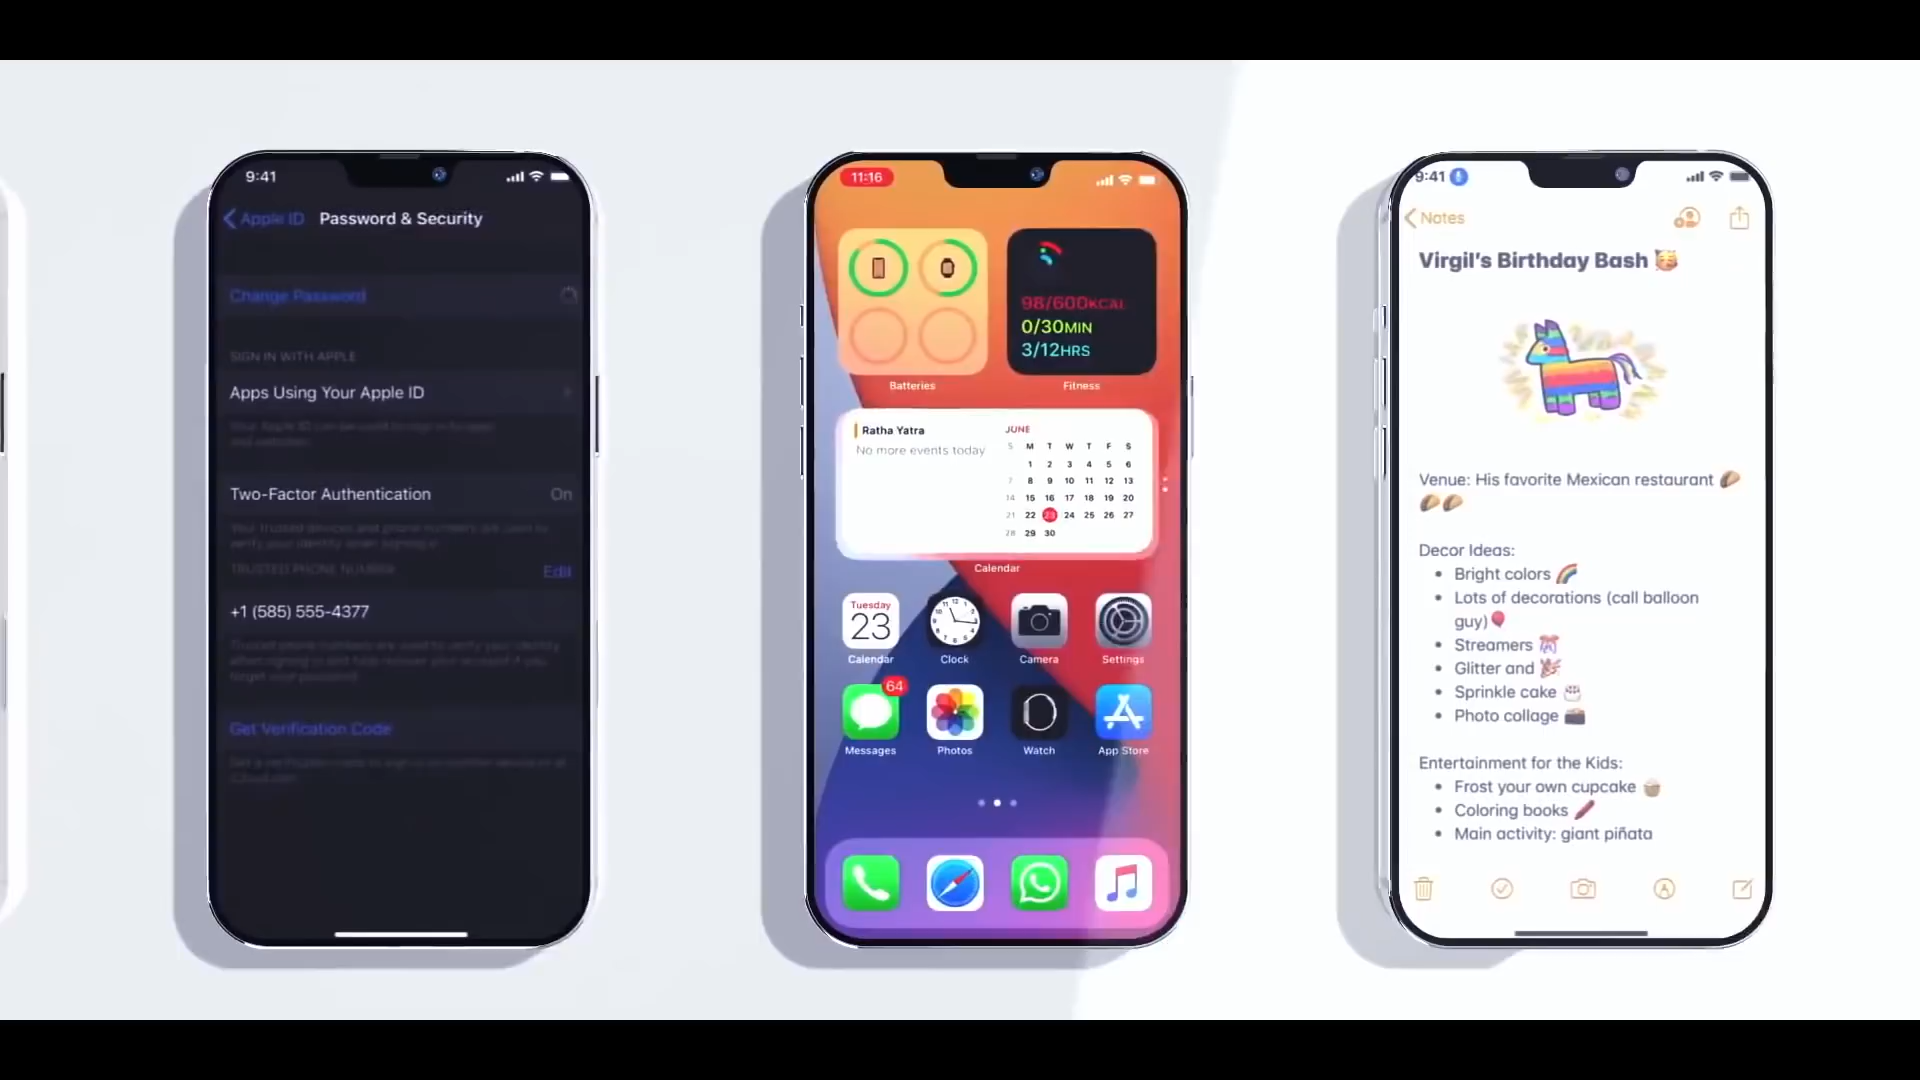 9:41
Apple ID Password & Security
Change Password
SIGN IN WITH APPLE
Apps Using Your Apple ID
Two-Factor Authentication On
TRUSTED PHONE NUMBER Edit
+1 (585) 555-4377
Get Verification Code
11:16
98/600KCAL
0/30MIN
3/12HRS
Batteries Fitness
Ratha Yatra
No more events today
JUNE
S M T W T F S
1 2 3 4 5 6
7 8 9 10 11 12 13
14 15 16 17 18 19 20
21 22 23 24 25 26 27
28 29 30
Calendar
Tuesday
23
Calendar Clock Camera Settings
64
Messages Photos Watch App Store
9:41
Notes
Virgil's Birthday Bash 🥳
Venue: His favorite Mexican restaurant 🌮
🌮🌮
Decor Ideas:
• Bright colors 🌈
• Lots of decorations (call balloon
guy)🎈
• Streamers 🎊
• Glitter and 🎉
• Sprinkle cake 🎂
• Photo collage 📸
Entertainment for the Kids:
• Frost your own cupcake 🧁
• Coloring books 🖍
• Main activity: giant piñata